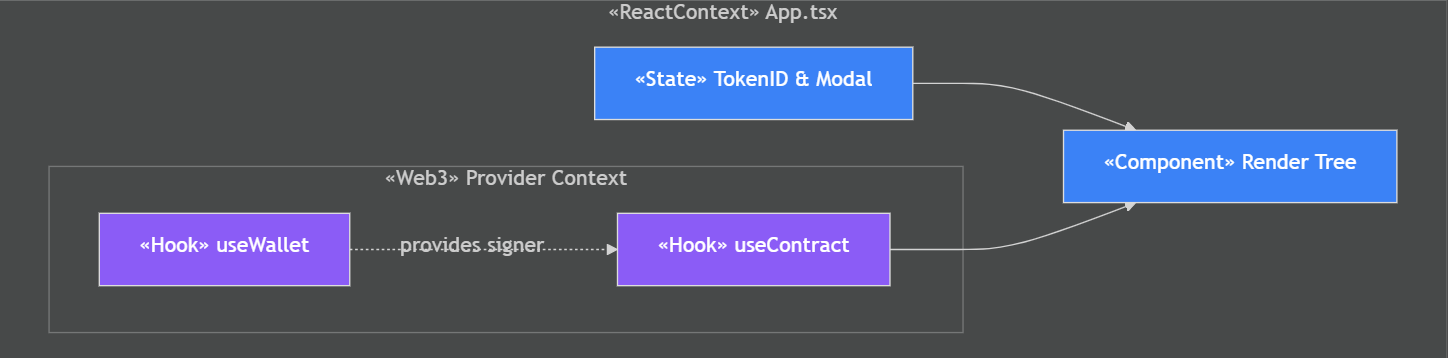 «ReactContext» App.tsx
«State» TokenID & Modal
«Component» Render Tree
«Web3» Provider Context
«Hook» useWallet
provides signer
«Hook» useContract